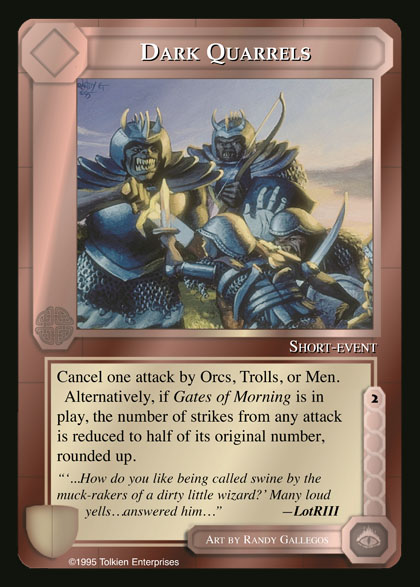 DARK QUARRELS
SHORT-EVENT
Cancel one attack by Orcs, Trolls, or Men.
Alternatively, if Gates of Morning is in
play, the number of strikes from any attack
is reduced to half of its original number,
rounded up.
2
“‘...How do you like being called swine by the
muck-rakers of a dirty little wizard?’ Many loud
yells…answered him…” —LotRIII
ART BY RANDY GALLEGOS
©1995 Tolkien Enterprises